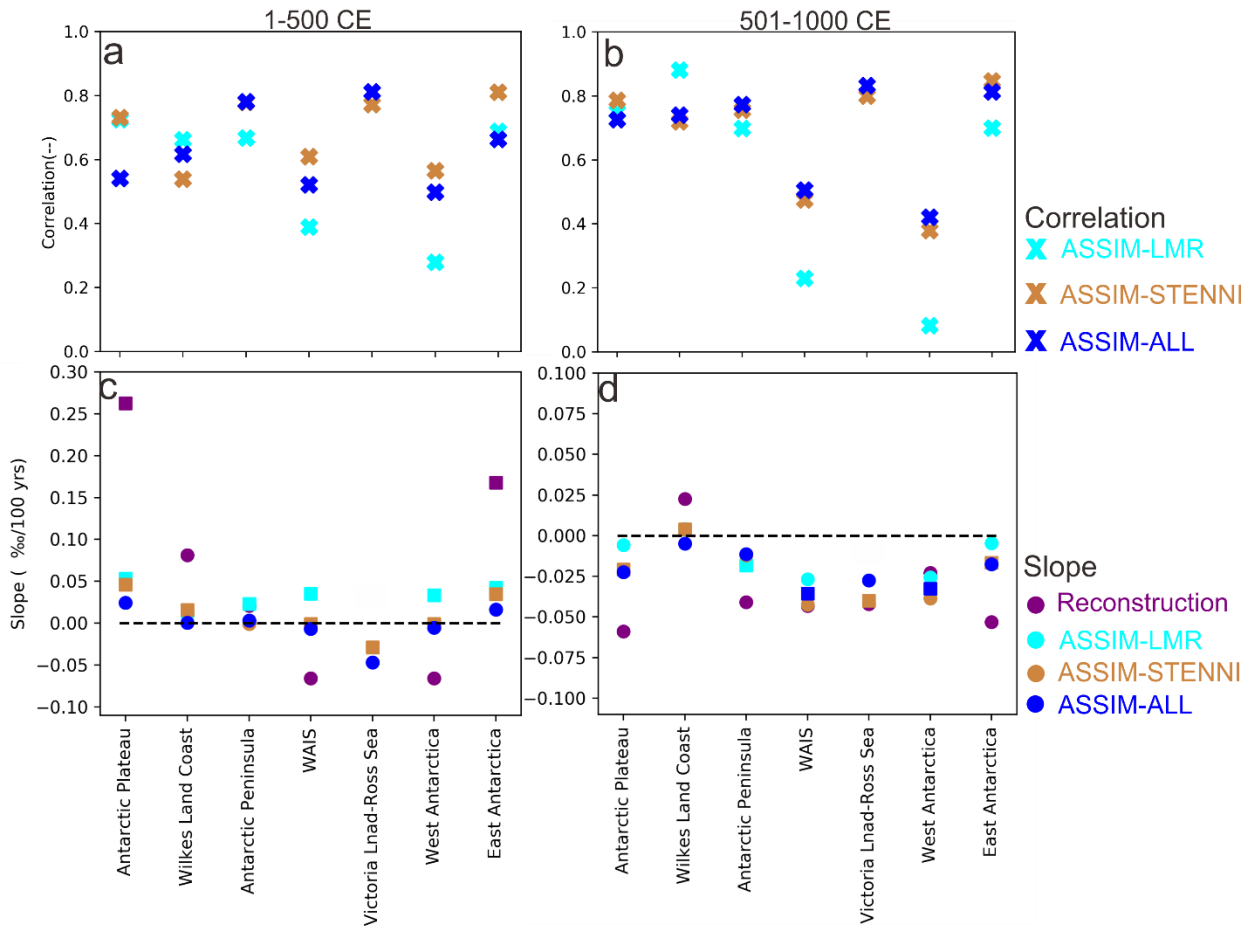 1-500 CE
501-1000 CE
a
b
1.0
0.8
0.6
0.4
0.2
0.0
Correlation(--)
1.0
0.8
0.6
0.4
0.2
0.0
Correlation
ASSIM-LMR
ASSIM-STENNI
ASSIM-ALL
c
d
0.30
0.25
0.20
0.15
0.10
0.05
0.00
−0.05
−0.10
Slope ( ‰/100 yrs)
0.100
0.075
0.050
0.025
0.000
−0.025
−0.050
−0.075
−0.100
Slope
Reconstruction
ASSIM-LMR
ASSIM-STENNI
ASSIM-ALL
Antarctic Plateau
Wilkes Land Coast
Antarctic Peninsula
WAIS
Victoria Lnad-Ross Sea
West Antarctica
East Antarctica
Antarctic Plateau
Wilkes Land Coast
Antarctic Peninsula
WAIS
Victoria Lnad-Ross Sea
West Antarctica
East Antarctica